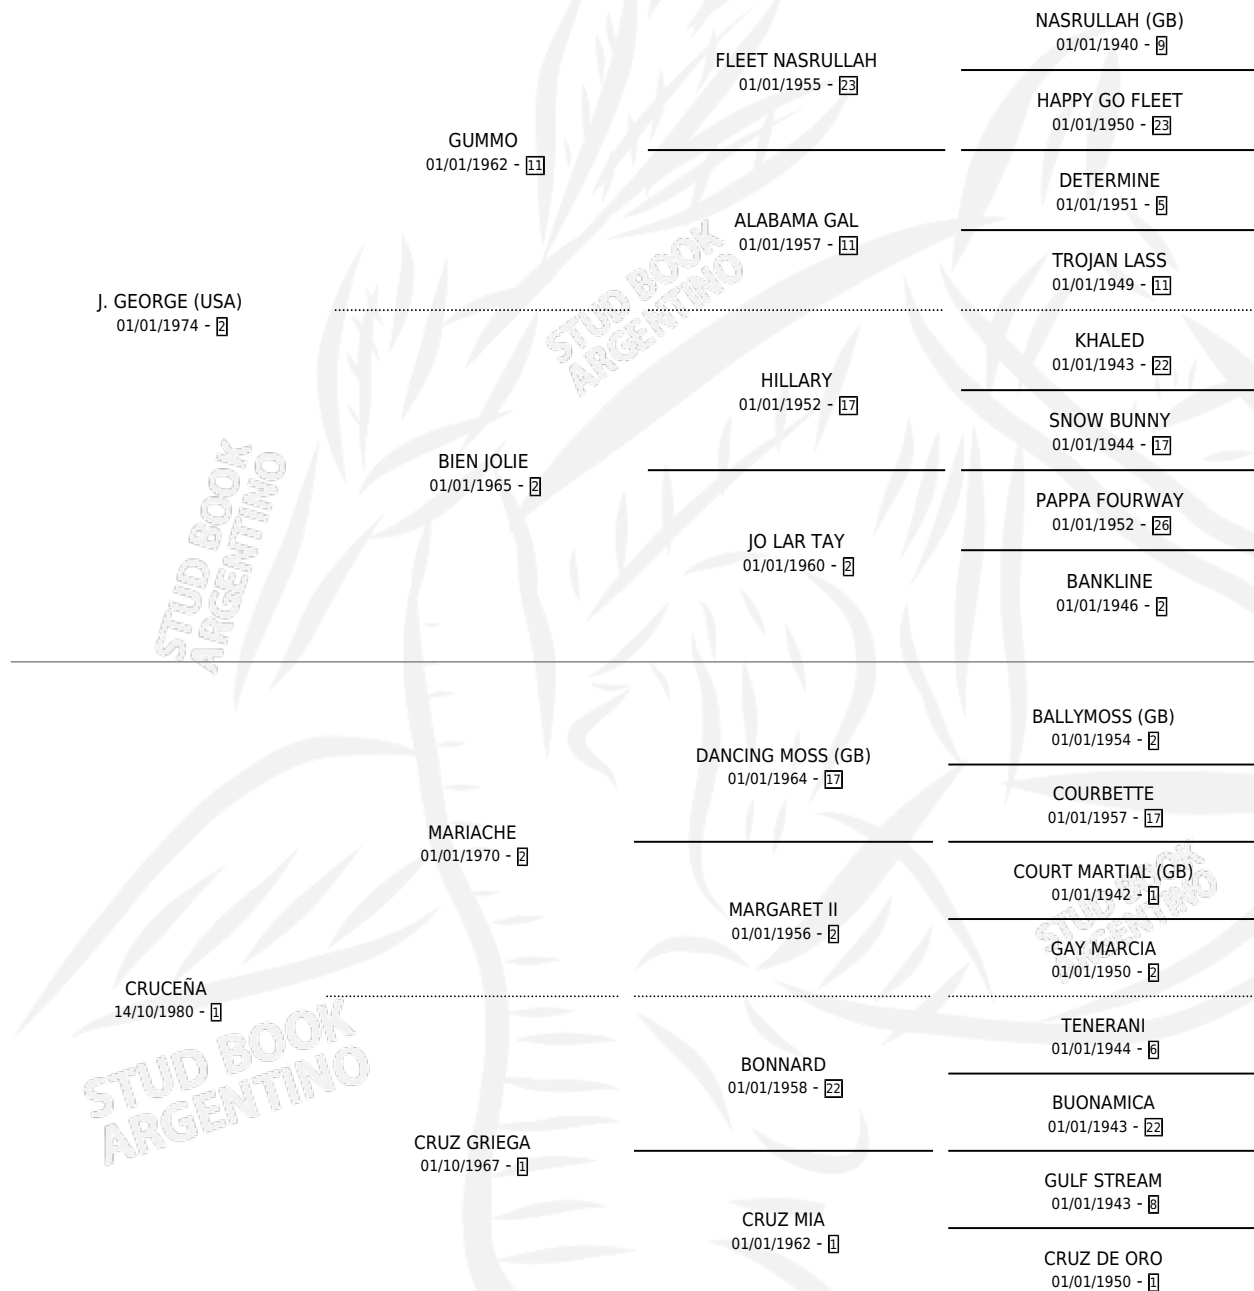 NASRULLAH (GB)
01/01/1940 - 9
FLEET NASRULLAH
01/01/1955 - 23
HAPPY GO FLEET
01/01/1950 - 23
GUMMO
01/01/1962 - 11
DETERMINE
01/01/1951 - 5
ALABAMA GAL
01/01/1957 - 11
TROJAN LASS
01/01/1949 - 11
J. GEORGE (USA)
01/01/1974 - 2
KHALED
01/01/1943 - 22
HILLARY
01/01/1952 - 17
SNOW BUNNY
01/01/1944 - 17
BIEN JOLIE
01/01/1965 - 2
PAPPA FOURWAY
01/01/1952 - 26
JO LAR TAY
01/01/1960 - 2
BANKLINE
01/01/1946 - 2
BALLYMOSS (GB)
01/01/1954 - 2
DANCING MOSS (GB)
01/01/1964 - 17
COURBETTE
01/01/1957 - 17
MARIACHE
01/01/1970 - 2
COURT MARTIAL (GB)
01/01/1942 - 1
MARGARET II
01/01/1956 - 2
GAY MARCIA
01/01/1950 - 2
CRUCEÑA
14/10/1980 - 1
TENERANI
01/01/1944 - 6
BONNARD
01/01/1958 - 22
BUONAMICA
01/01/1943 - 22
CRUZ GRIEGA
01/10/1967 - 1
GULF STREAM
01/01/1943 - 8
CRUZ MIA
01/01/1962 - 1
CRUZ DE ORO
01/01/1950 - 1
STUD BOOK
ARGENTINO
STUD BOOK
ARGENTINO
STUD BOOK
ARGENTINO
STUD BOOK
ARGENTINO